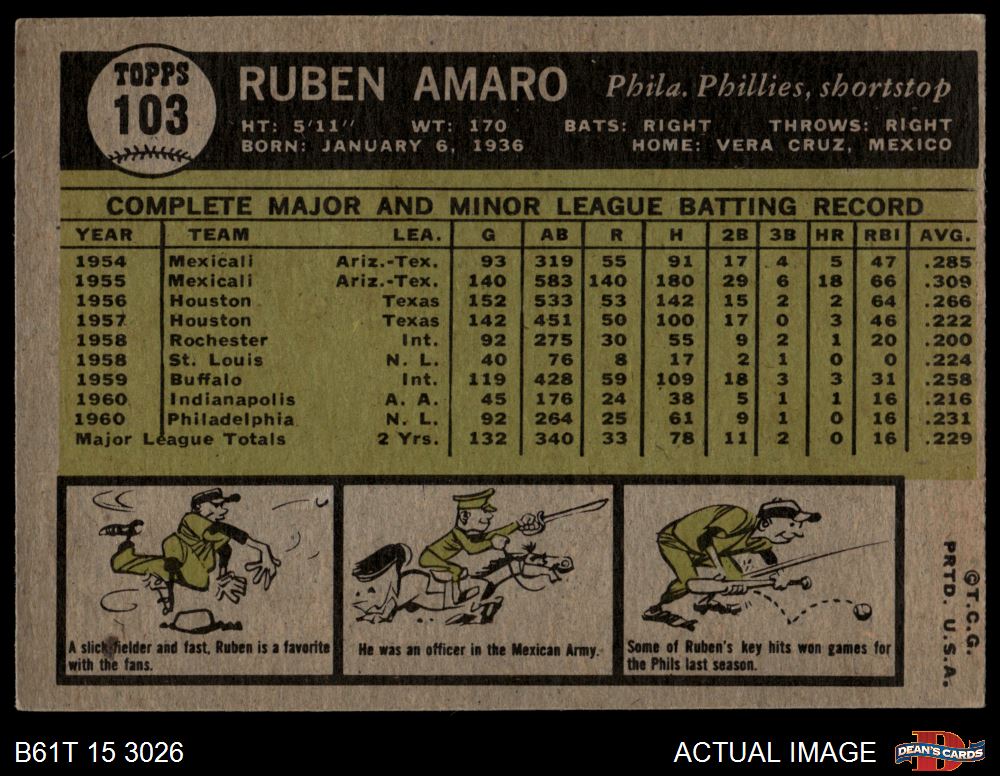 TOPPS
103
RUBEN AMARO Phila. Phillies, shortstop
HT: 5'11" WT: 170 BATS: RIGHT THROWS: RIGHT
BORN: JANUARY 6, 1936 HOME: VERA CRUZ, MEXICO
COMPLETE MAJOR AND MINOR LEAGUE BATTING RECORD
YEAR TEAM LEA. G AB R H 2B 3B HR RBI AVG.
1954 Mexicali Ariz.-Tex. 93 319 55 91 17 4 5 47 .285
1955 Mexicali Ariz.-Tex. 140 583 140 180 29 6 18 66 .309
1956 Houston Texas 152 533 53 142 15 2 2 64 .266
1957 Houston Texas 142 451 50 100 17 0 3 46 .222
1958 Rochester Int. 92 275 30 55 9 2 1 20 .200
1958 St. Louis N. L. 40 76 8 17 2 1 0 0 .224
1959 Buffalo Int. 119 428 59 109 18 3 3 31 .258
1960 Indianapolis A. A. 45 176 24 38 5 1 1 16 .216
1960 Philadelphia N. L. 92 264 25 61 9 1 0 16 .231
Major League Totals 2 Yrs. 132 340 33 78 11 2 0 16 .229
A slick fielder and fast, Ruben is a favorite
with the fans.
He was an officer in the Mexican Army.
Some of Ruben's key hits won games for
the Phils last season.
©T.C.G.
PRTD. U.S.A.
B61T 15 3026
ACTUAL IMAGE
DEAN'S CARDS